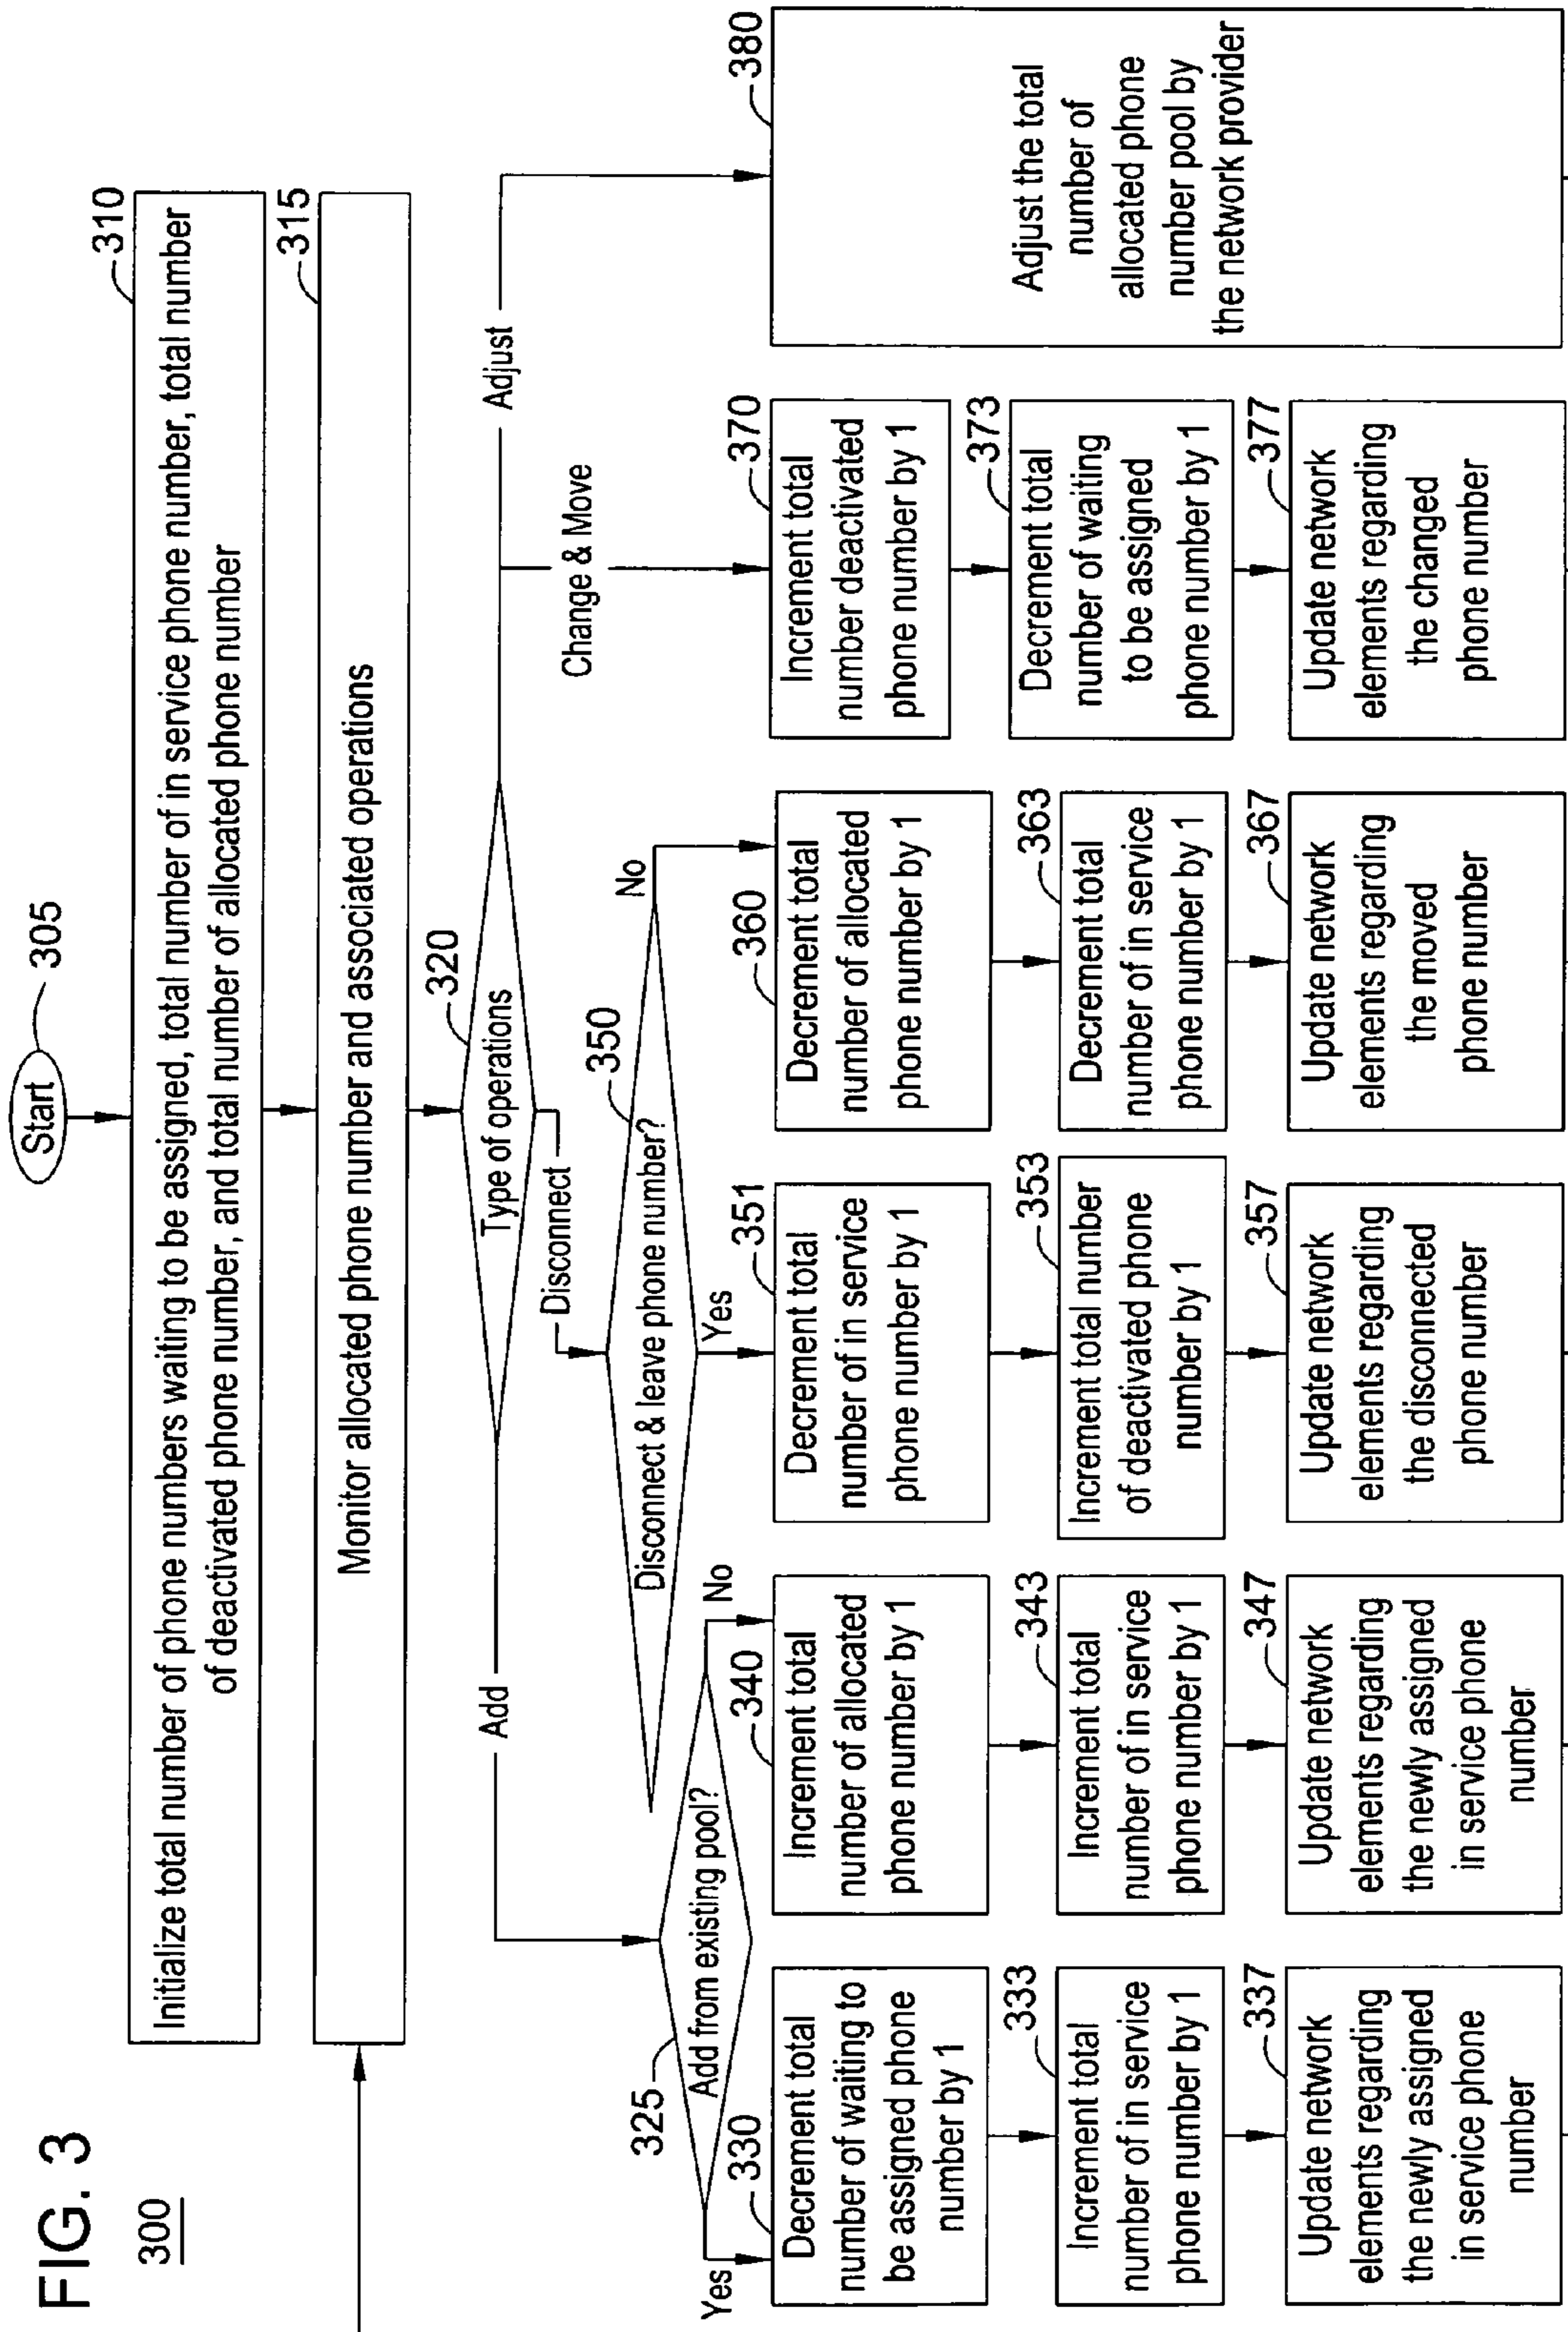 FIG. 3
300
Start
305
310
Initialize total number of phone numbers waiting to be assigned, total number of in service phone number, total number
of deactivated phone number, and total number of allocated phone number
315
Monitor allocated phone number and associated operations
320
Type of operations
Add
Disconnect
Change & Move
Adjust
325
Add from existing pool?
Yes
No
350
Disconnect & leave phone number?
Yes
No
330
Decrement total
number of waiting to
be assigned phone
number by 1
333
Increment total
number of in service
phone number by 1
337
Update network
elements regarding
the newly assigned
in service phone
number
340
Increment total
number of allocated
phone number by 1
343
Increment total
number of in service
phone number by 1
347
Update network
elements regarding
the newly assigned
in service phone
number
351
Decrement total
number of in service
phone number by 1
353
Increment total number
of deactivated phone
number by 1
357
Update network
elements regarding
the disconnected
phone number
360
Decrement total
number of allocated
phone number by 1
363
Decrement total
number of in service
phone number by 1
367
Update network
elements regarding
the moved
phone number
370
Increment total
number deactivated
phone number by 1
373
Decrement total
number of waiting
to be assigned
phone number by 1
377
Update network
elements regarding
the changed
phone number
380
Adjust the total
number of
allocated phone
number pool by
the network provider